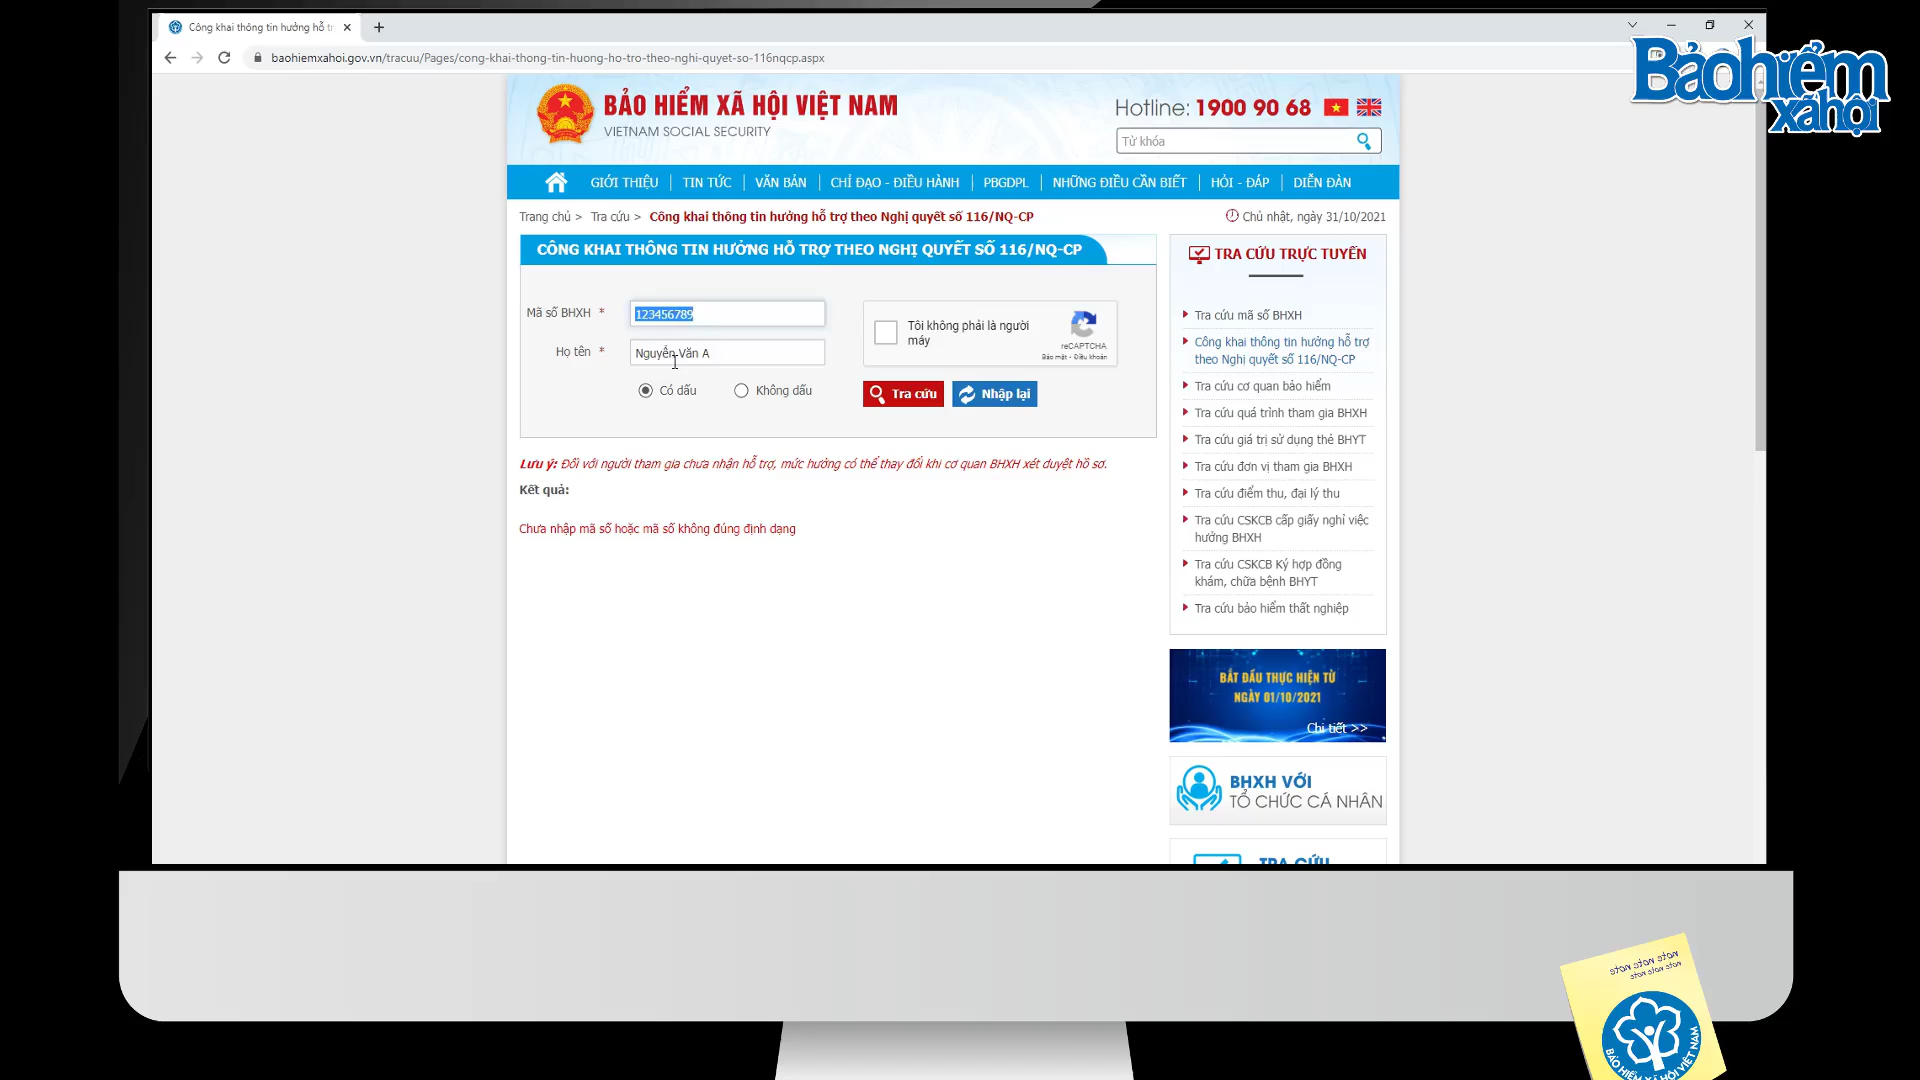 Công khai thông tin hưởng hỗ tr
baohiemxahoi.gov.vn/tracuu/Pages/cong-khai-thong-tin-huong-ho-tro-theo-nghi-quyet-so-116nqcp.aspx
Bảohiểm
xãhội
BẢO HIỂM XÃ HỘI VIỆT NAM
VIETNAM SOCIAL SECURITY
Hotline: 1900 90 68
Từ khóa
GIỚI THIỆU
TIN TỨC
VĂN BẢN
CHỈ ĐẠO - ĐIỀU HÀNH
PBGDPL
NHỮNG ĐIỀU CẦN BIẾT
HỎI - ĐÁP
DIỄN ĐÀN
Trang chủ > Tra cứu > Công khai thông tin hưởng hỗ trợ theo Nghị quyết số 116/NQ-CP
Chủ nhật, ngày 31/10/2021
CÔNG KHAI THÔNG TIN HƯỞNG HỖ TRỢ THEO NGHỊ QUYẾT SỐ 116/NQ-CP
Mã số BHXH *
123456789
Họ tên *
Nguyễn Văn A
Có dấu
Không dấu
Tôi không phải là người
máy
reCAPTCHA
Bảo mật - Điều khoản
Tra cứu
Nhập lại
Lưu ý: Đối với người tham gia chưa nhận hỗ trợ, mức hưởng có thể thay đổi khi cơ quan BHXH xét duyệt hồ sơ.
Kết quả:
Chưa nhập mã số hoặc mã số không đúng định dạng
TRA CỨU TRỰC TUYẾN
Tra cứu mã số BHXH
Công khai thông tin hưởng hỗ trợ
theo Nghị quyết số 116/NQ-CP
Tra cứu cơ quan bảo hiểm
Tra cứu quá trình tham gia BHXH
Tra cứu giá trị sử dụng thẻ BHYT
Tra cứu đơn vị tham gia BHXH
Tra cứu điểm thu, đại lý thu
Tra cứu CSKCB cấp giấy nghỉ việc
hưởng BHXH
Tra cứu CSKCB Ký hợp đồng
khám, chữa bệnh BHYT
Tra cứu bảo hiểm thất nghiệp
BẮT ĐẦU THỰC HIỆN TỪ
NGÀY 01/10/2021
Chi tiết >>
BHXH VỚI
TỔ CHỨC CÁ NHÂN
TRA CỨU
BẢO HIỂM XÃ HỘI VIỆT NAM